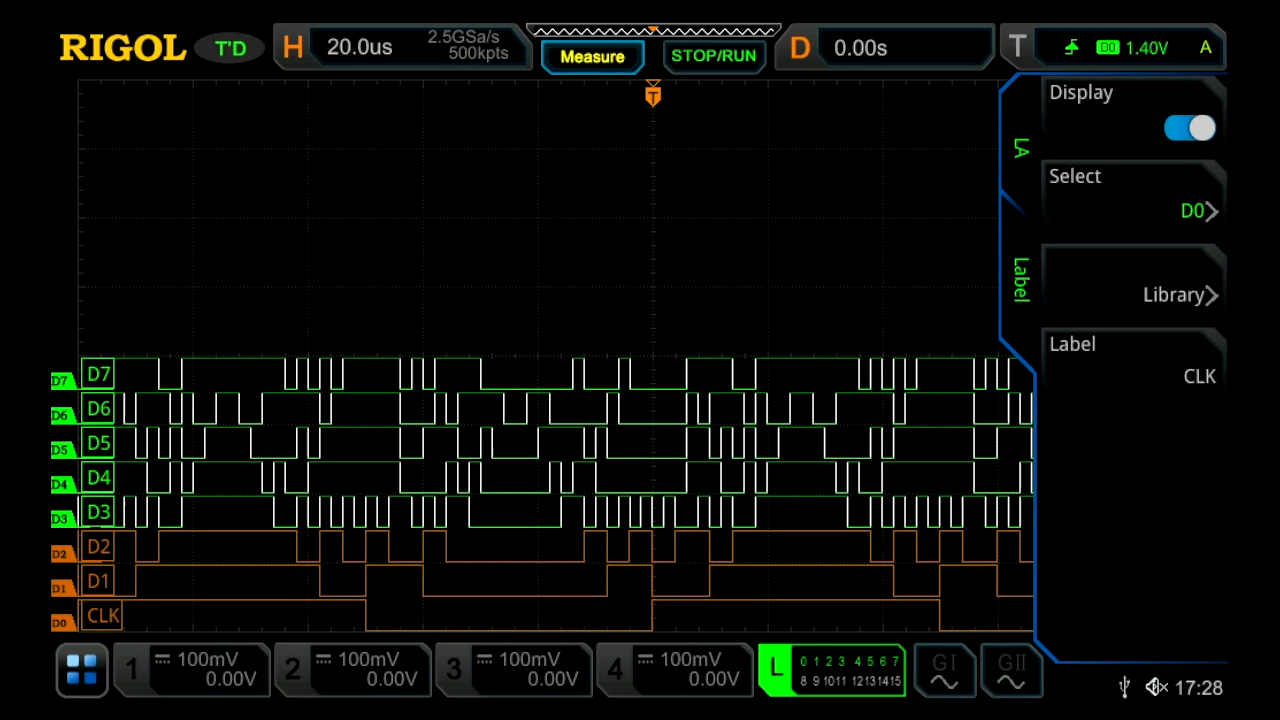 RIGOL T'D H 20.0us 2.5GSa/s 500kpts Measure STOP/RUN D 0.00s T D0 1.40V A
T
Display
LA
Select
D0
Label
Library
Label
CLK
D7 D7
D6 D6
D5 D5
D4 D4
D3 D3
D2 D2
D1 D1
D0 CLK
1 100mV 0.00V 2 100mV 0.00V 3 100mV 0.00V 4 100mV 0.00V L 0 1 2 3 4 5 6 7 GI GII
8 9 10 11 12 13 14 15
17:28